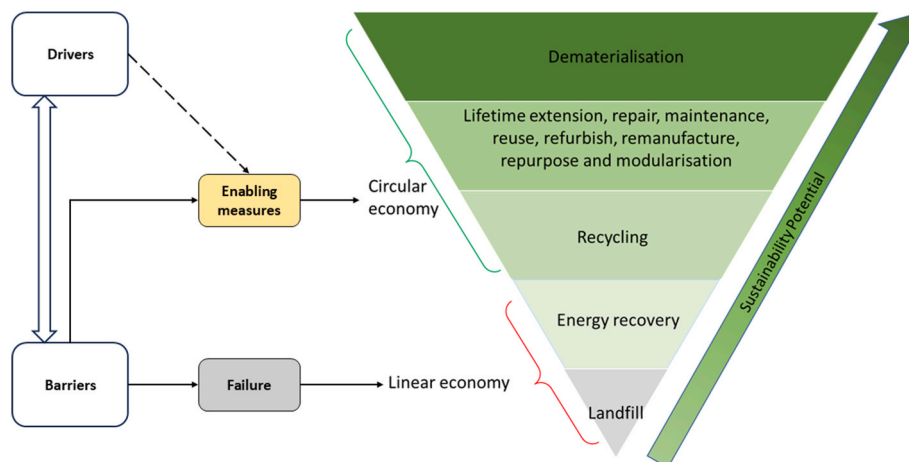 Drivers
Dematerialisation
Lifetime extension, repair, maintenance,
reuse, refurbish, remanufacture,
repurpose and modularisation
Enabling
measures
Circular
economy
Recycling
Sustainability Potential
Energy recovery
Barriers
Failure
Linear economy
Landfill